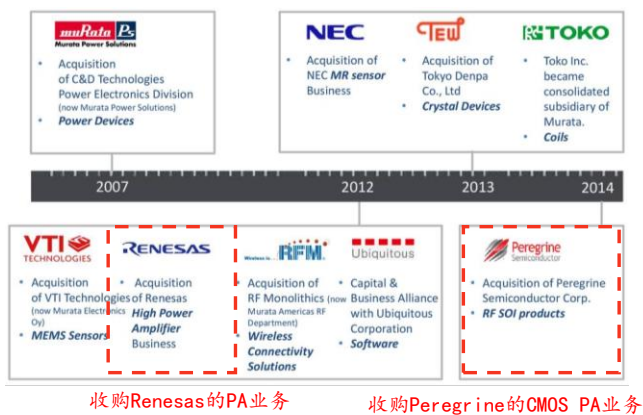 muRata Ps
Murata Power Solutions
• Acquisition
of C&D Technologies
Power Electronics Division
(now Murata Power Solutions)
• Power Devices
NEC
• Acquisition of
NEC MR sensor
Business
TEW
• Acquisition of
Tokyo Denpa
Co., Ltd
• Crystal Devices
TOKO
• Toko Inc.
became
consolidated
subsidiary of
Murata.
• Coils
2007
2012
2013
2014
VTI
TECHNOLOGIES
• Acquisition
of VTI Technologies
(now Murata Electronics
Oy)
• MEMS Sensors
RENESAS
• Acquisition
of Renesas
High Power
Amplifier
Business
RFM
• Acquisition of
RF Monolithics (now
Murata Americas RF
Department)
• Wireless
Connectivity
Solutions
Ubiquitous
• Capital &
Business Alliance
with Ubiquitous
Corporation
• Software
Peregrine
Semiconductor
• Acquisition of Peregrine
Semiconductor Corp.
• RF SOI products
收购Renesas的PA业务
收购Peregrine的CMOS PA业务